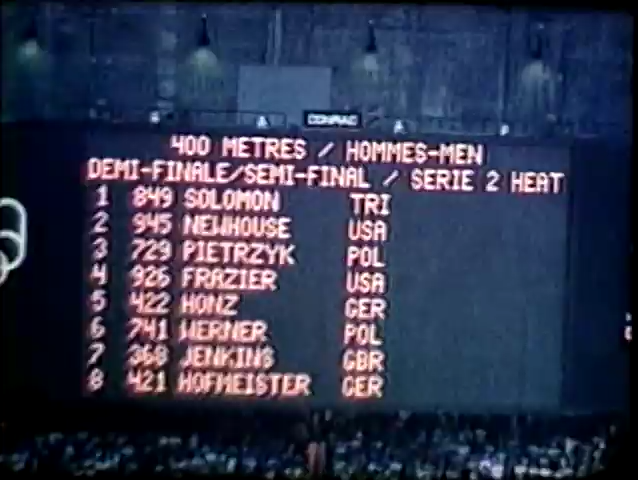 CONRAC
400 METRES / HOMMES-MEN
DEMI-FINALE/SEMI-FINAL / SERIE 2 HEAT
1 849 SOLOMON TRI
2 945 NEWHOUSE USA
3 729 PIETRZYK POL
4 926 FRAZIER USA
5 422 HONZ GER
6 741 WERNER POL
7 368 JENKINS GBR
8 421 HOFMEISTER GER